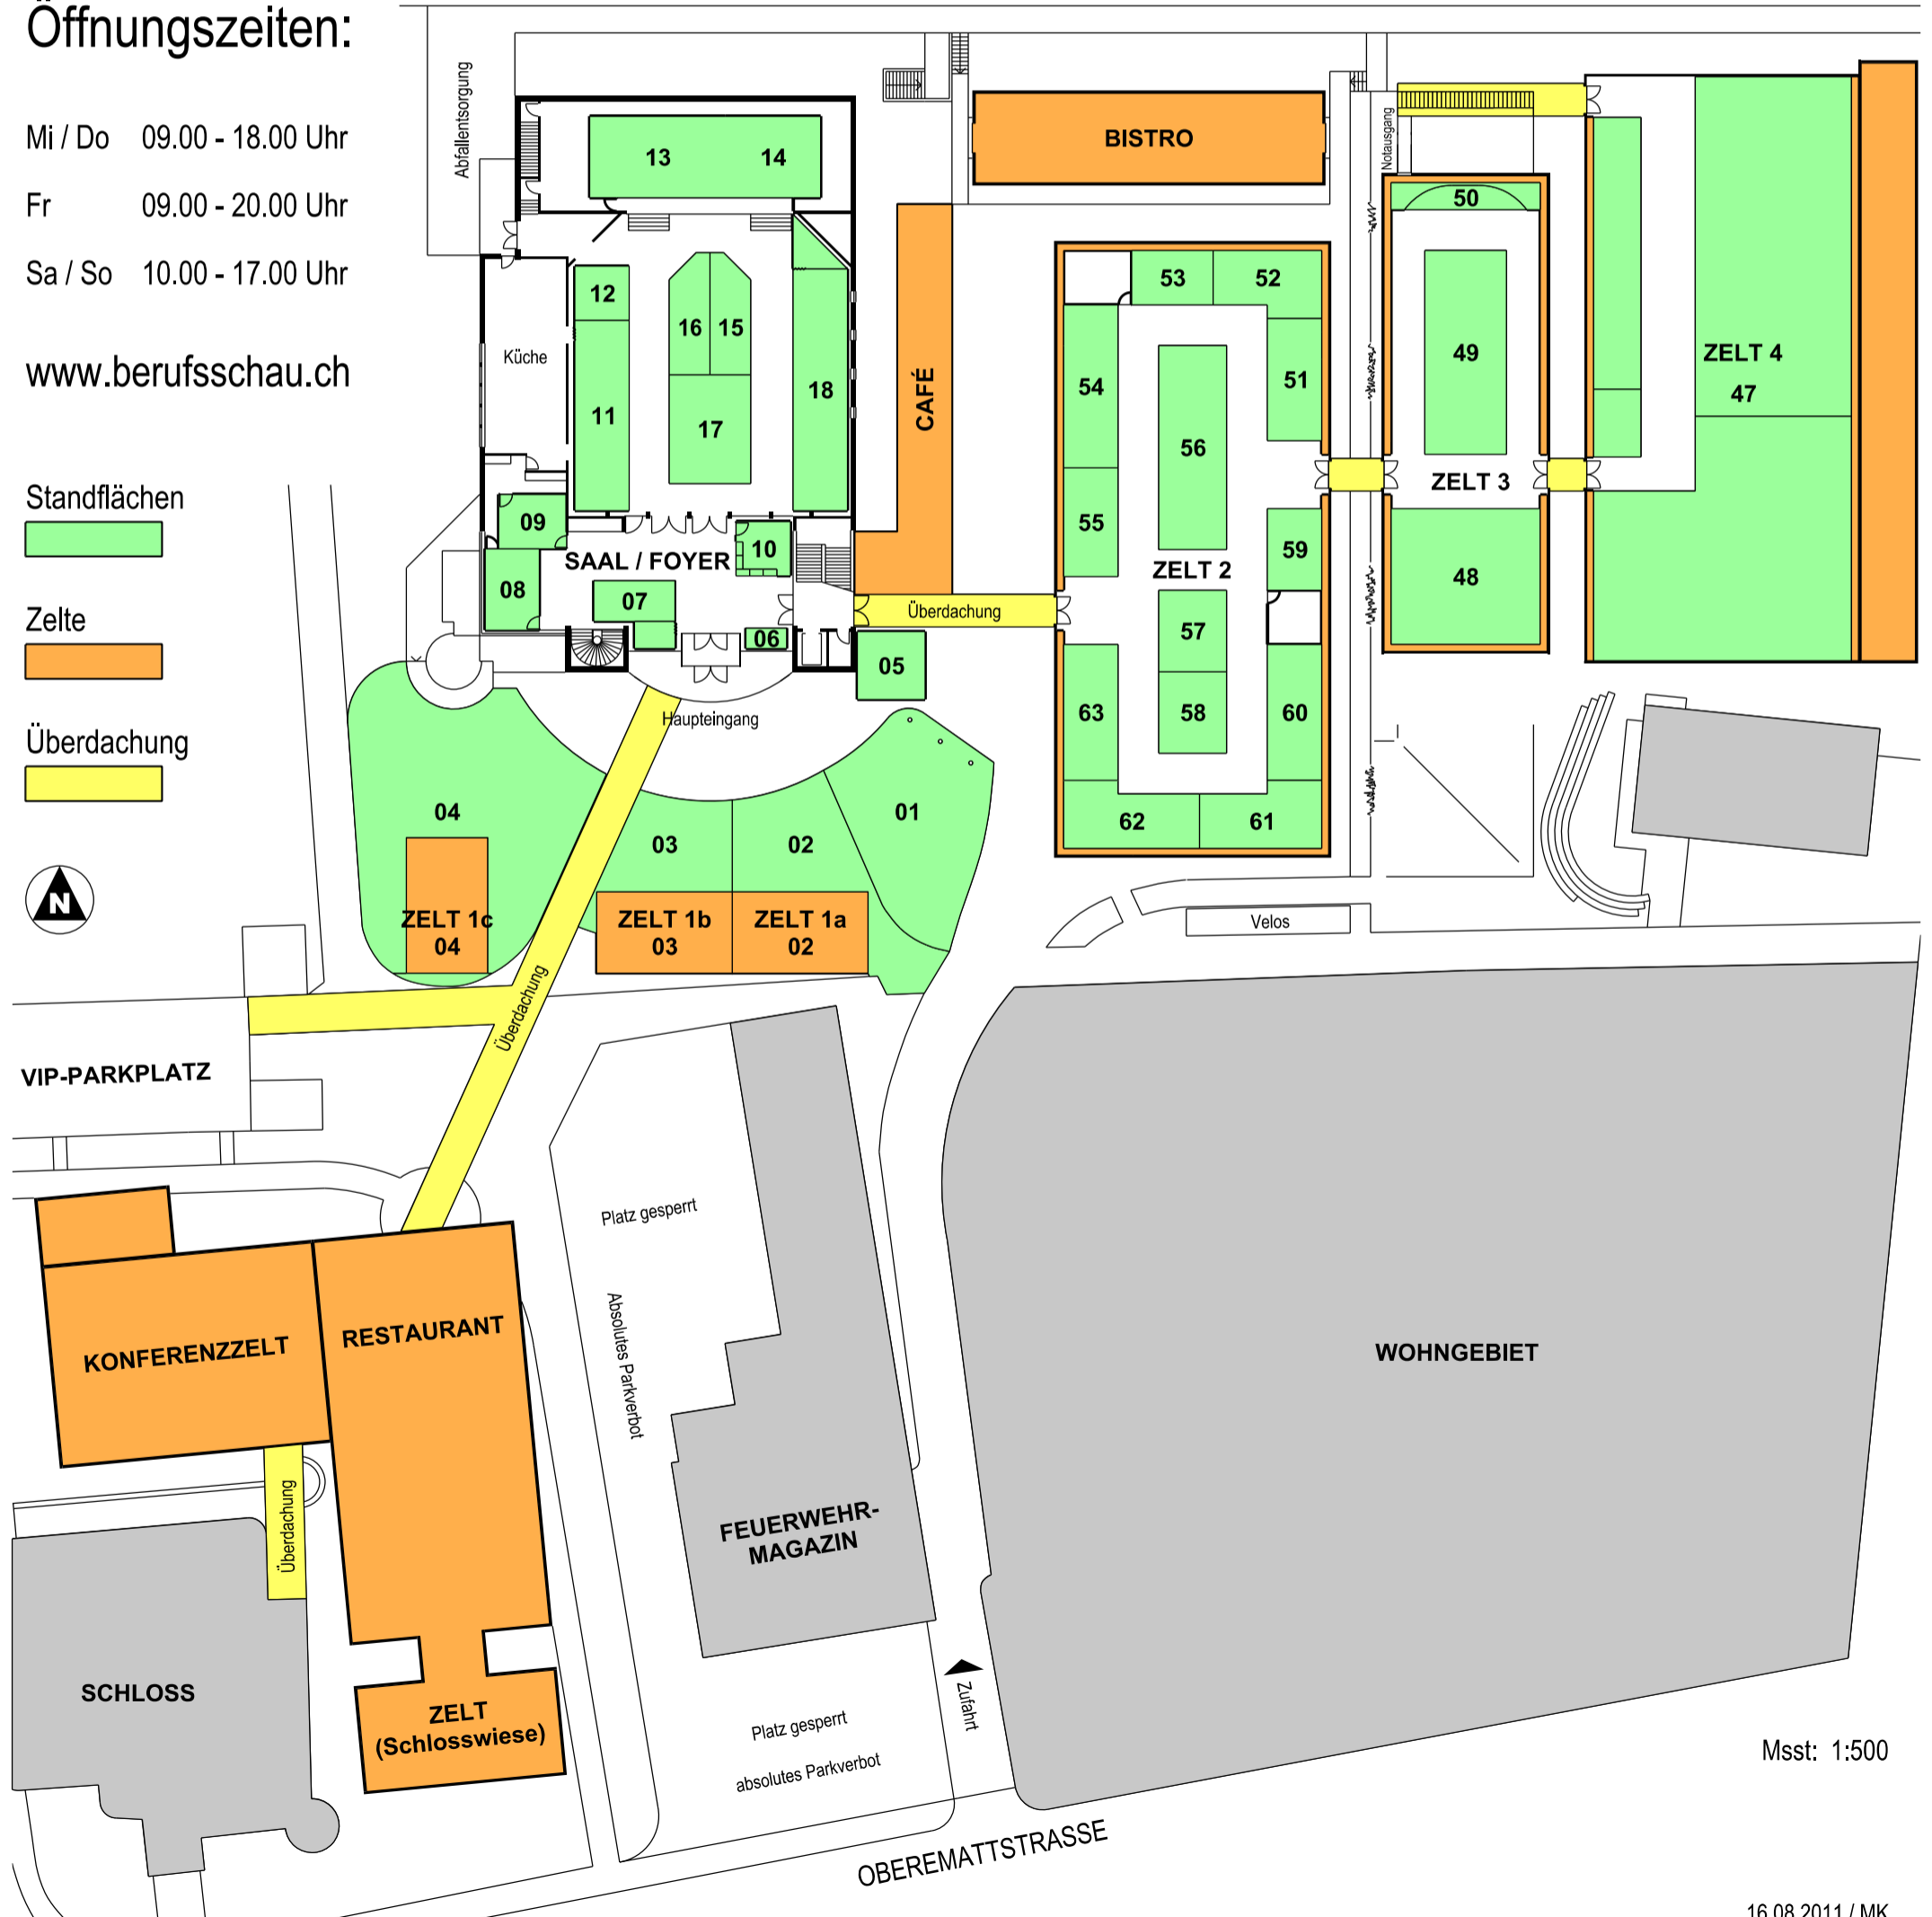 Öffnungszeiten:
Mi / Do 09.00 - 18.00 Uhr
Fr 09.00 - 20.00 Uhr
Sa / So 10.00 - 17.00 Uhr
www.berufsschau.ch
Standflächen
Zelte
Überdachung
N
Abfallentsorgung
13 14
12
16 15
Küche
11
17
18
09
10
SAAL / FOYER
08
07
06
05
Haupteingang
CAFÉ
BISTRO
Überdachung
Notausgang
53 52
54
51
56
55
59
ZELT 2
57
58
63
60
62 61
50
49
ZELT 3
48
ZELT 4
47
04
03
02
01
ZELT 1c
04
ZELT 1b
03
ZELT 1a
02
Überdachung
Velos
VIP-PARKPLATZ
Platz gesperrt
Absolutes Parkverbot
KONFERENZZELT
RESTAURANT
WOHNGEBIET
Überdachung
FEUERWEHR-
MAGAZIN
SCHLOSS
ZELT
(Schlosswiese)
Zufahrt
Platz gesperrt
absolutes Parkverbot
Msst: 1:500
OBEREMATTSTRASSE
16.08.2011 / MK